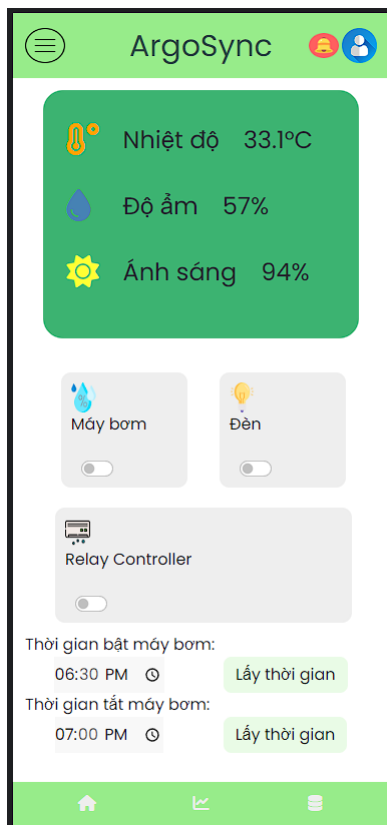 ArgoSync
Nhiệt độ 33.1°C
Độ ẩm 57%
Ánh sáng 94%
%
Máy bơm
Đèn
Relay Controller
Thời gian bật máy bơm:
06:30 PM Lấy thời gian
Thời gian tắt máy bơm:
07:00 PM Lấy thời gian